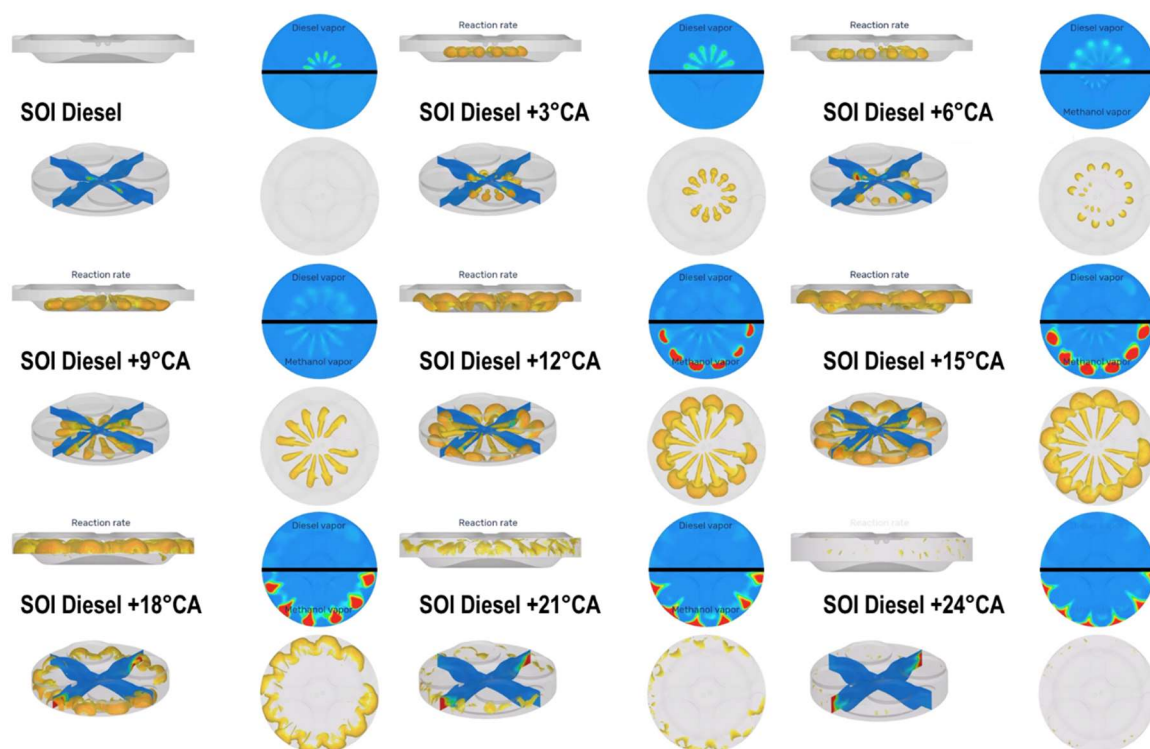 Diesel vapor
Reaction rate
Diesel vapor
Reaction rate
Diesel vapor
SOI Diesel
SOI Diesel +3°CA
SOI Diesel +6°CA
Methanol vapor
Reaction rate
Diesel vapor
Reaction rate
Diesel vapor
Reaction rate
Diesel vapor
SOI Diesel +9°CA
Methanol vapor
SOI Diesel +12°CA
Methanol vapor
SOI Diesel +15°CA
Methanol vapor
Diesel vapor
Reaction rate
Diesel vapor
Reaction rate
Diesel vapor
SOI Diesel +18°CA
Methanol vapor
SOI Diesel +21°CA
Methanol vapor
SOI Diesel +24°CA
Methanol vapor